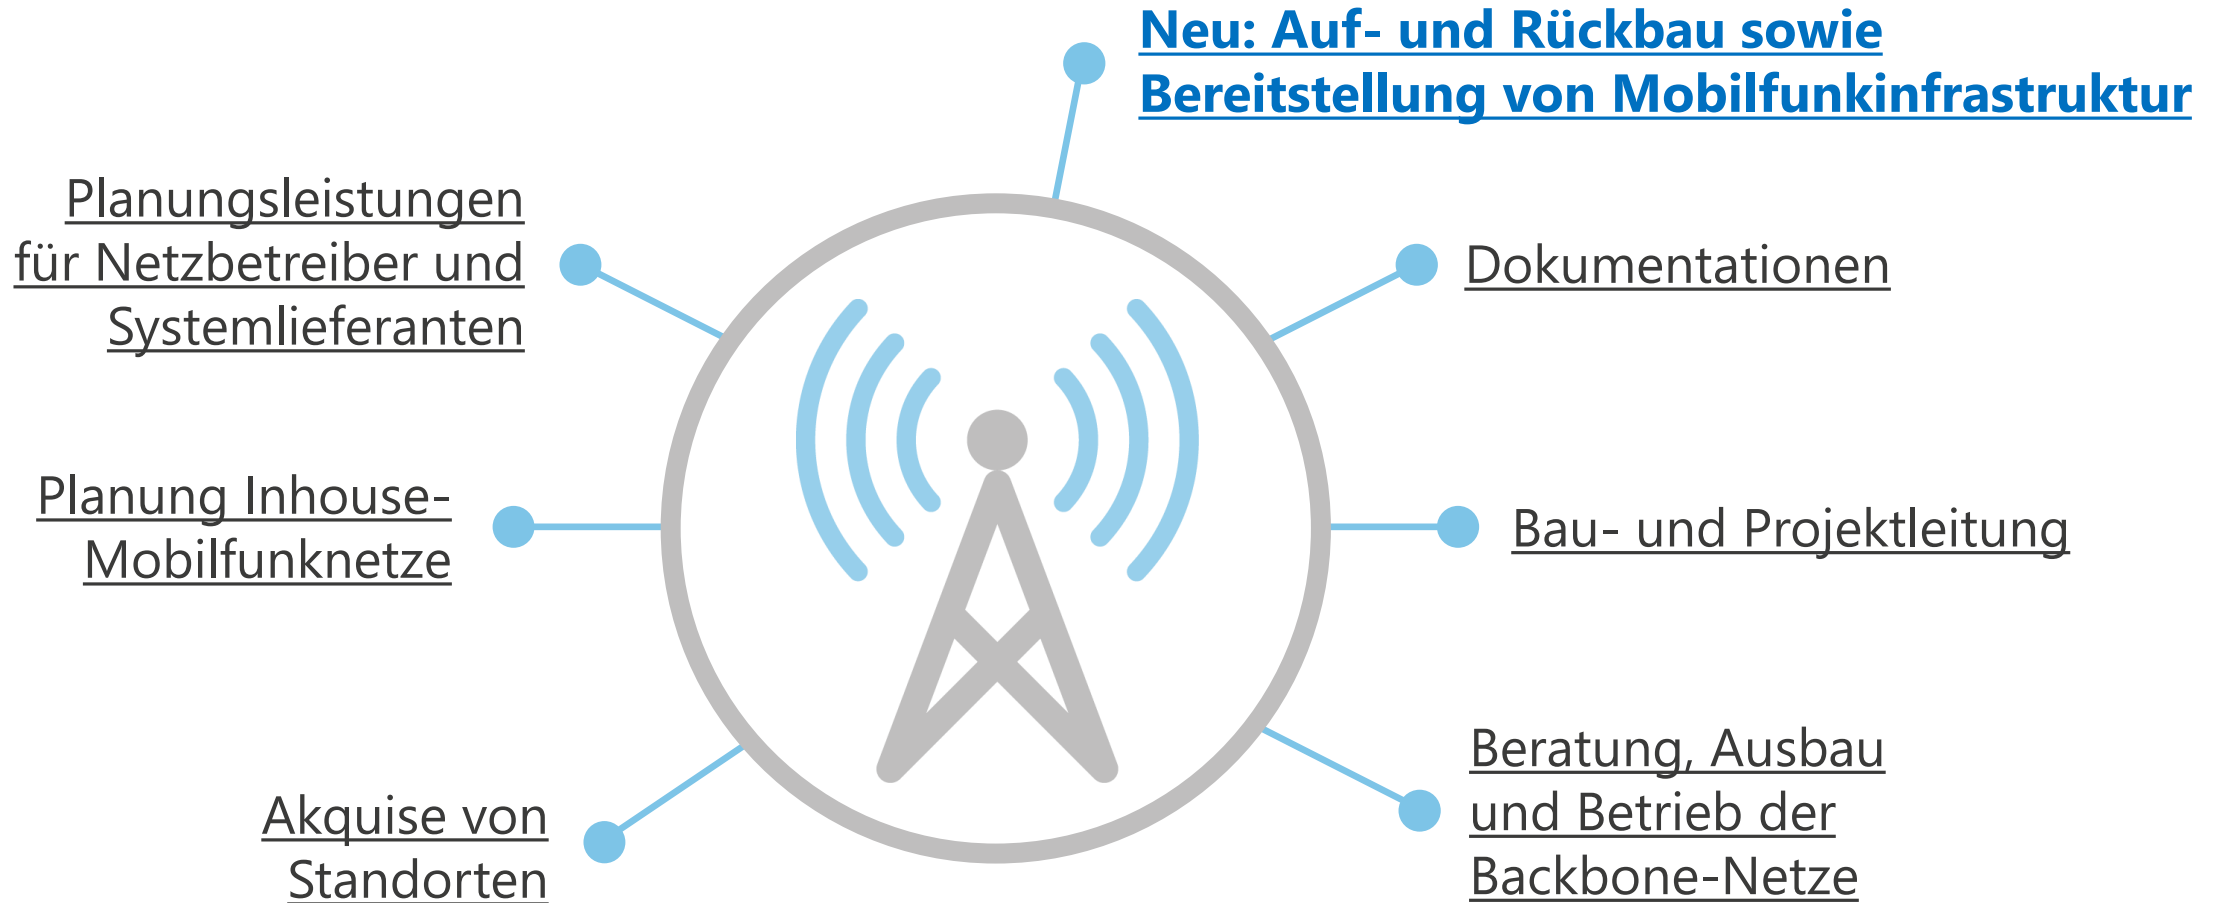 Neu: Auf- und Rückbau sowie
Bereitstellung von Mobilfunkinfrastruktur
Planungsleistungen
für Netzbetreiber und
Systemlieferanten
Dokumentationen
Planung Inhouse-
Mobilfunknetze
Bau- und Projektleitung
Akquise von
Standorten
Beratung, Ausbau
und Betrieb der
Backbone-Netze